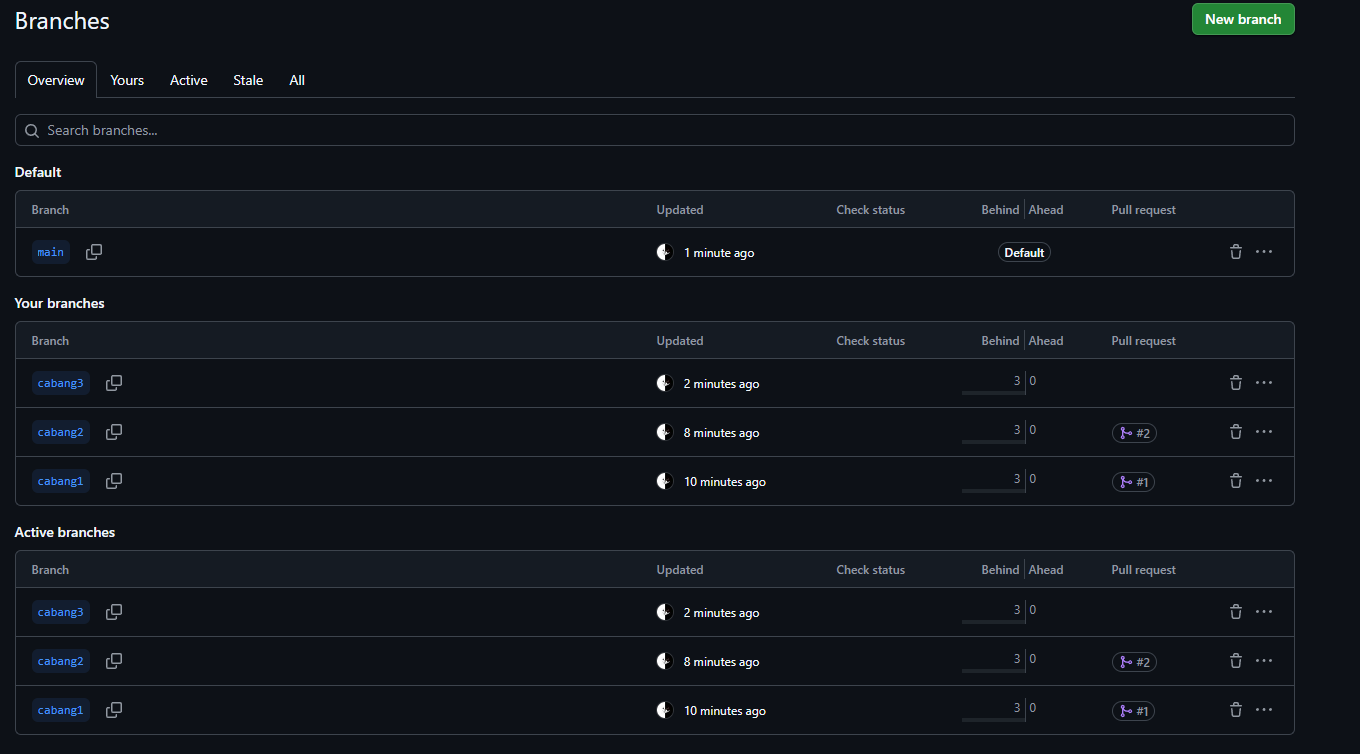 Branches
New branch
Overview Yours Active Stale All
Search branches...
Default
Branch Updated Check status Behind Ahead Pull request
main 1 minute ago Default
Your branches
Branch Updated Check status Behind Ahead Pull request
cabang3 2 minutes ago 3 0
cabang2 8 minutes ago 3 0 #2
cabang1 10 minutes ago 3 0 #1
Active branches
Branch Updated Check status Behind Ahead Pull request
cabang3 2 minutes ago 3 0
cabang2 8 minutes ago 3 0 #2
cabang1 10 minutes ago 3 0 #1